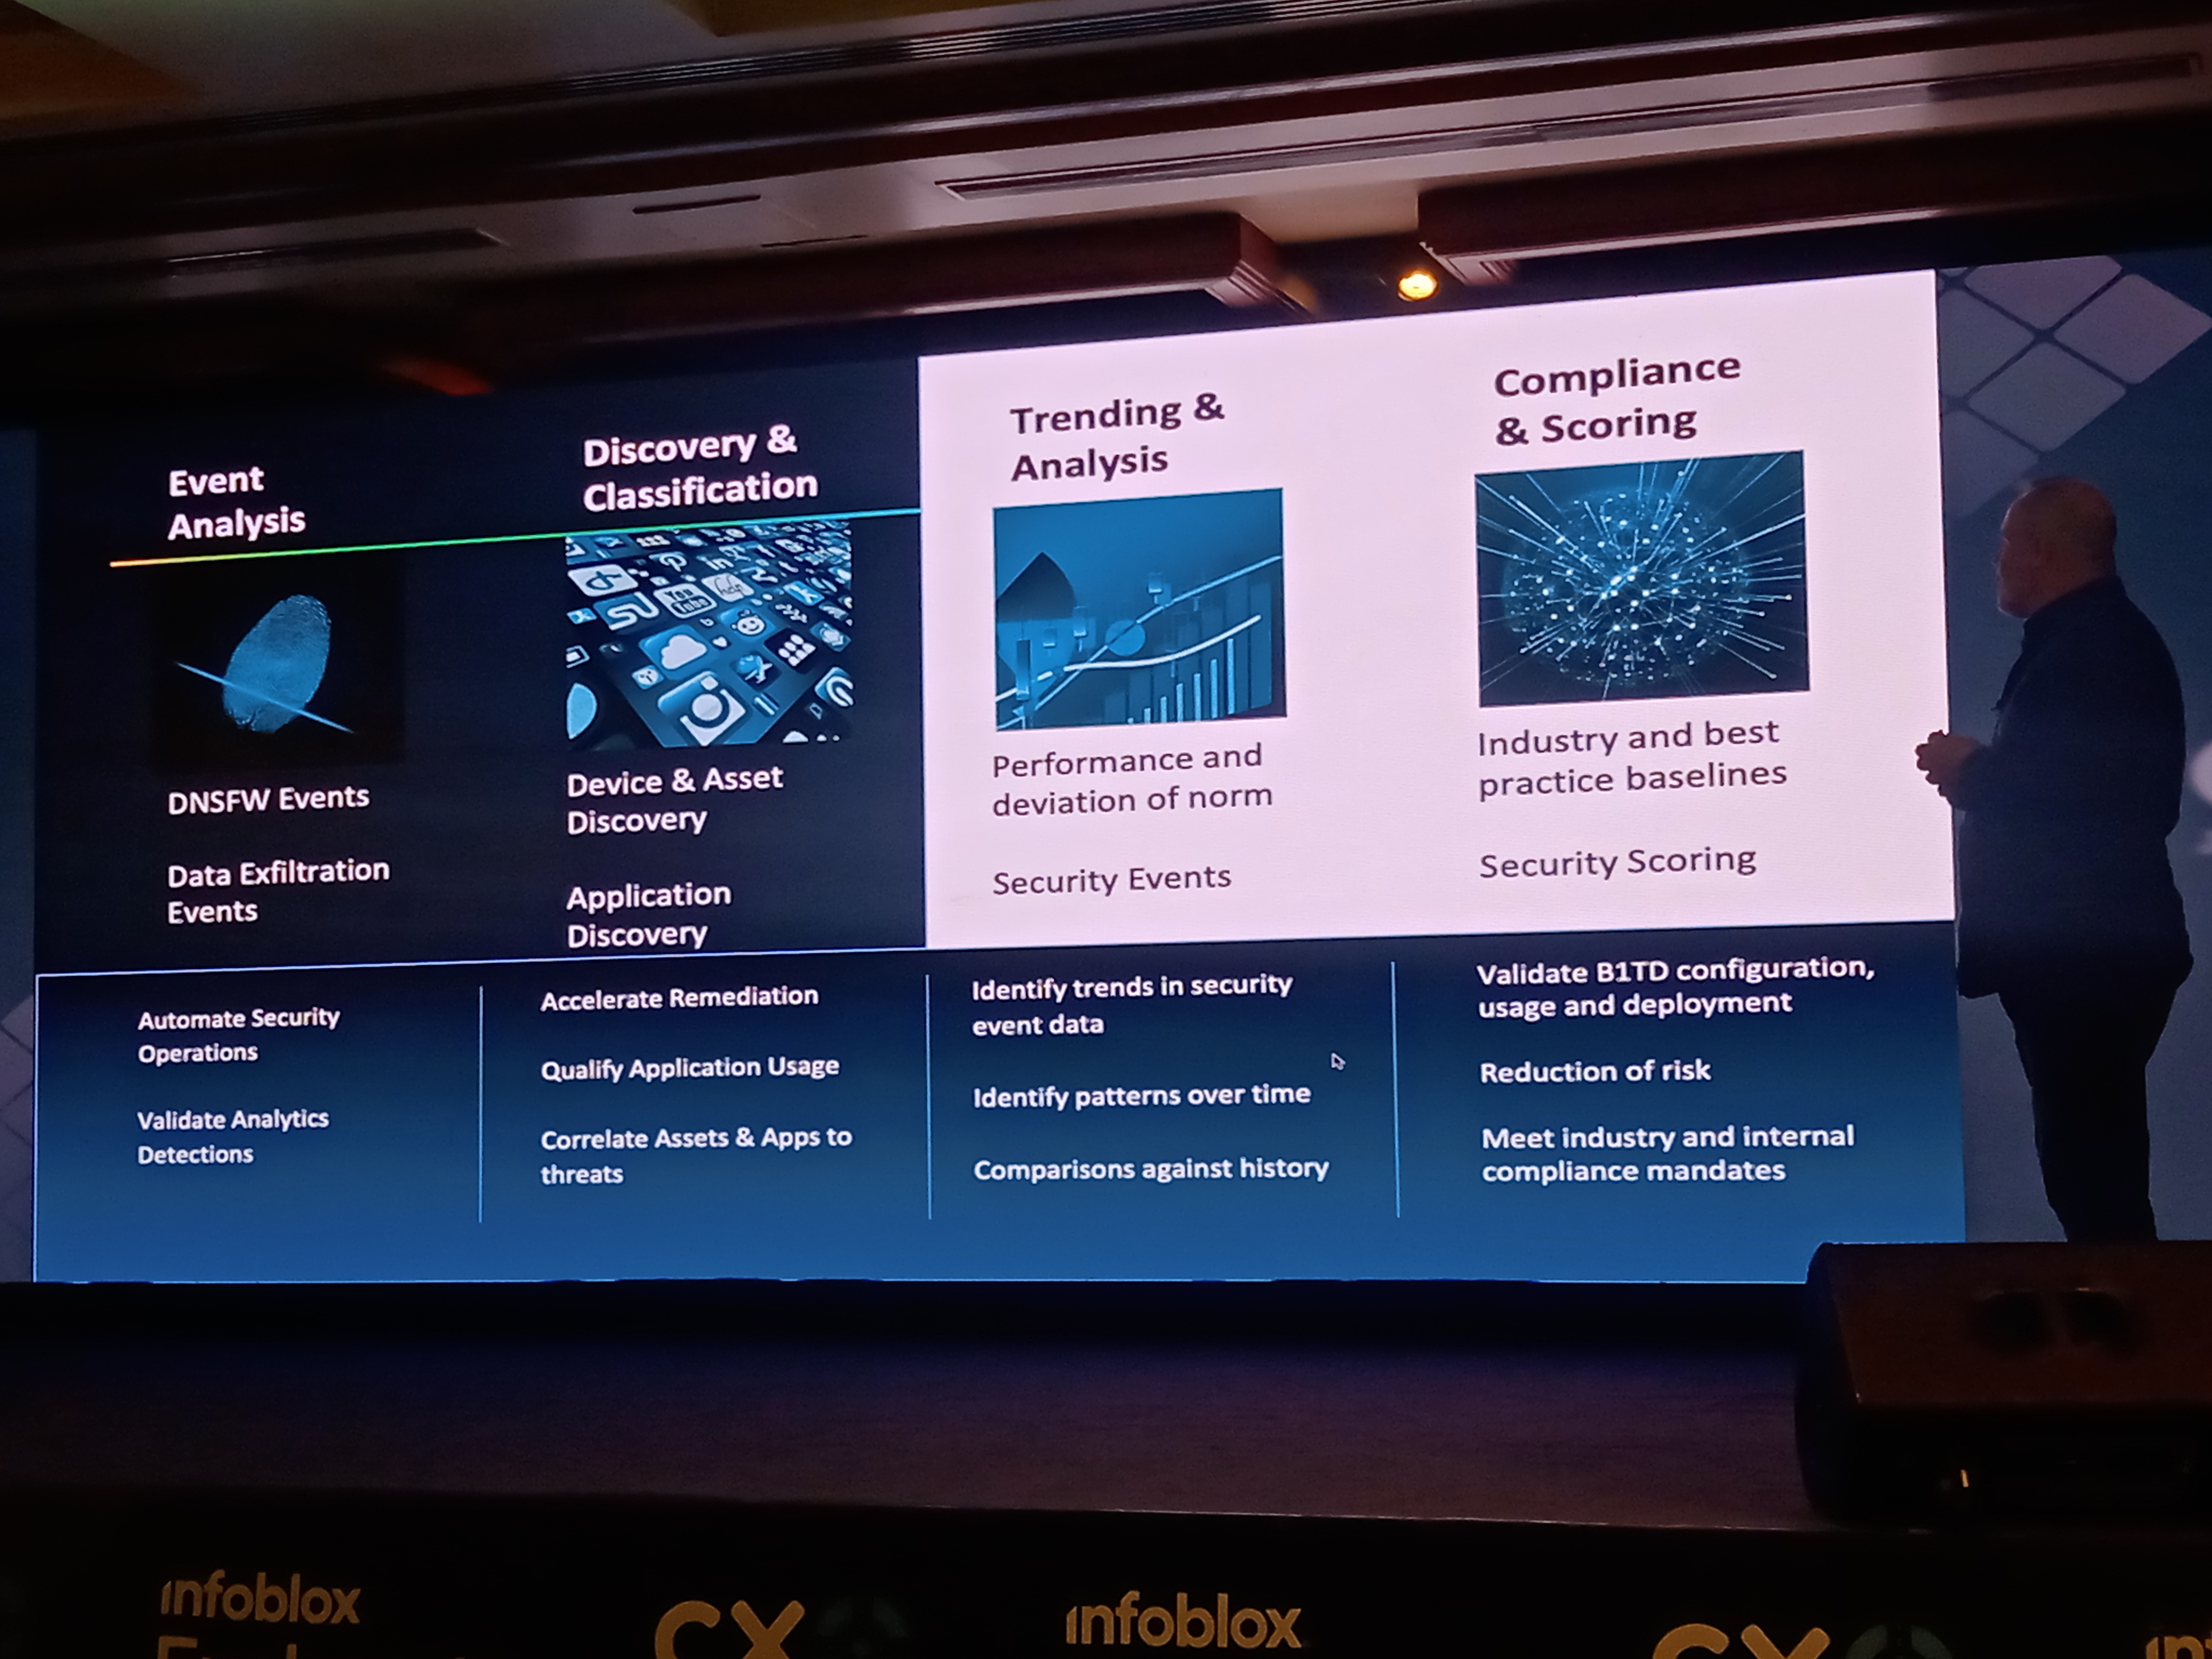 Event
Analysis
DNSFW Events
Data Exfiltration
Events
Automate Security
Operations
Validate Analytics
Detections
Discovery &
Classification
You
Tube
Device & Asset
Discovery
Application
Discovery
Accelerate Remediation
Qualify Application Usage
Correlate Assets & Apps to
threats
Trending &
Analysis
Performance and
deviation of norm
Security Events
Identify trends in security
event data
Identify patterns over time
Comparisons against history
Compliance
& Scoring
Industry and best
practice baselines
Security Scoring
Validate B1TD configuration,
usage and deployment
Reduction of risk
Meet industry and internal
compliance mandates
infoblox
CX
infoblox
CX